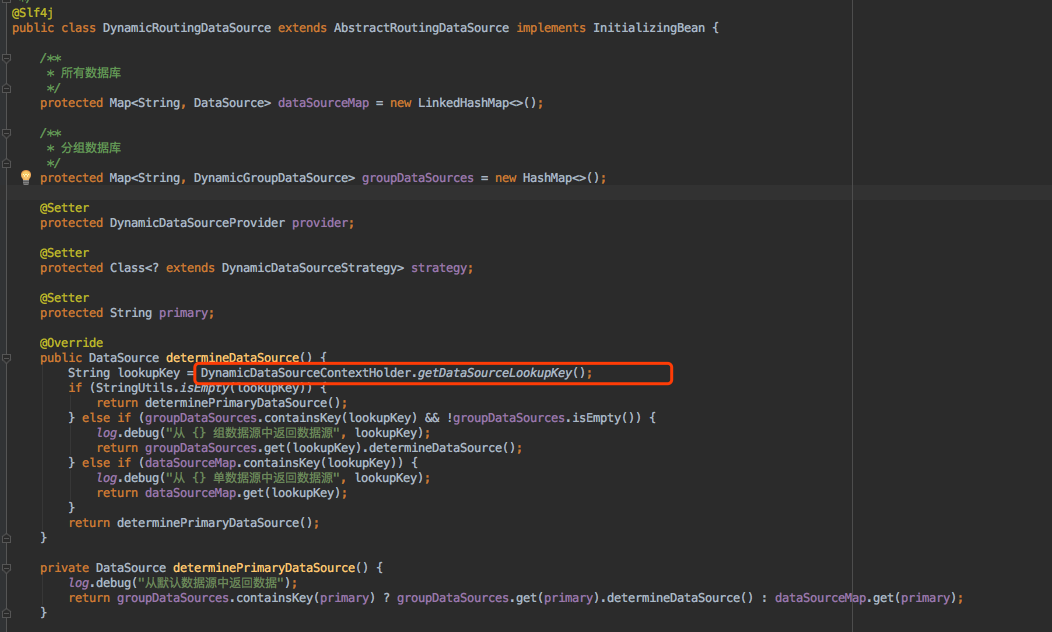 */
@Slf4j
public class DynamicRoutingDataSource extends AbstractRoutingDataSource implements InitializingBean {
/**
* 所有数据库
*/
protected Map<String, DataSource> dataSourceMap = new LinkedHashMap<>();
/**
* 分组数据库
*/
protected Map<String, DynamicGroupDataSource> groupDataSources = new HashMap<>();
@Setter
protected DynamicDataSourceProvider provider;
@Setter
protected Class<? extends DynamicDataSourceStrategy> strategy;
@Setter
protected String primary;
@Override
public DataSource determineDataSource() {
String lookupKey = DynamicDataSourceContextHolder.getDataSourceLookupKey();
if (StringUtils.isEmpty(lookupKey)) {
return determinePrimaryDataSource();
} else if (groupDataSources.containsKey(lookupKey) && !groupDataSources.isEmpty()) {
log.debug("从 {} 组数据源中返回数据源", lookupKey);
return groupDataSources.get(lookupKey).determineDataSource();
} else if (dataSourceMap.containsKey(lookupKey)) {
log.debug("从 {} 单数据源中返回数据源", lookupKey);
return dataSourceMap.get(lookupKey);
}
return determinePrimaryDataSource();
}
private DataSource determinePrimaryDataSource() {
log.debug("从默认数据源中返回数据");
return groupDataSources.containsKey(primary) ? groupDataSources.get(primary).determineDataSource() : dataSourceMap.get(primary);
}